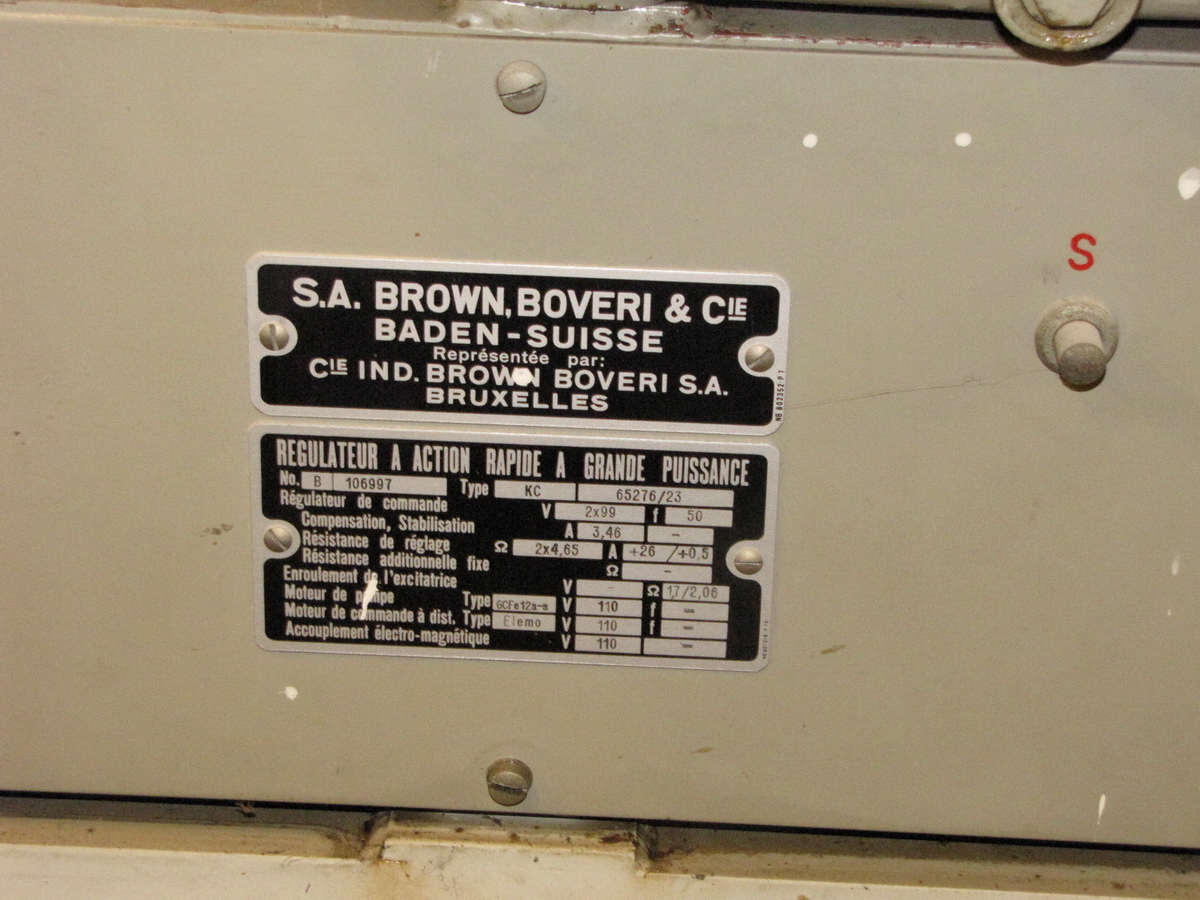 S
S.A. BROWN, BOVERI & CIE
BADEN-SUISSE
Représentée par:
CIE IND. BROWN BOVERI S.A.
BRUXELLES
NB 602352 P1
REGULATEUR A ACTION RAPIDE A GRANDE PUISSANCE
No. B 106997 Type KC 65276/23
Régulateur de commande V 2x99 f 50
Compensation, Stabilisation A 3,46 -
Résistance de réglage Ω 2x4,65 A +26 /+0,5
Résistance additionnelle fixe Ω -
Enroulement de l'excitatrice V - Ω 17/2,06
Moteur de pompe Type GCFe12a-s V 110 f -
Moteur de commande à dist. Type Elemo V 110 f -
Accouplement électro-magnétique V 110 -